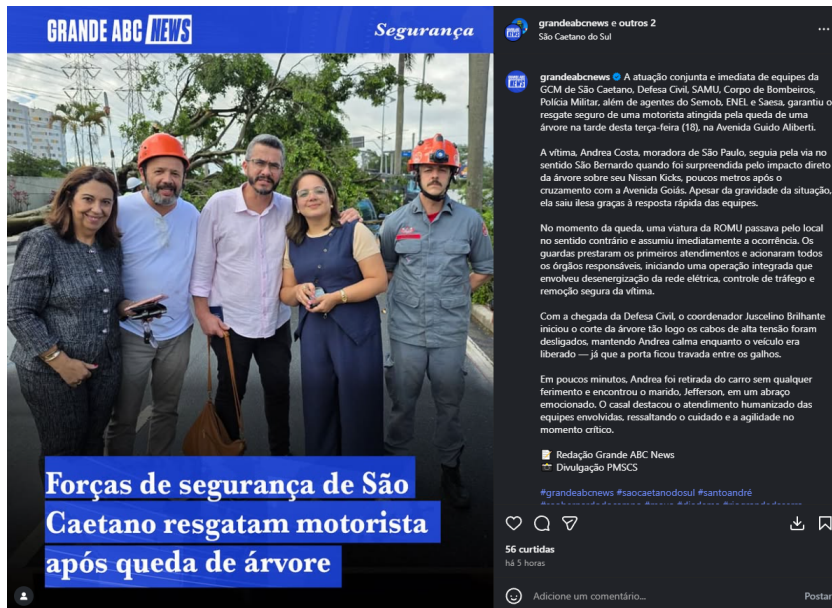 GRANDE ABC NEWS
Segurança
Forças de segurança de São
Caetano resgatam motorista
após queda de árvore
grandeabcnews e outros 2
São Caetano do Sul
grandeabcnews A atuação conjunta e imediata de equipes da
GCM de São Caetano, Defesa Civil, SAMU, Corpo de Bombeiros,
Polícia Militar, além de agentes do Semob, ENEL e Saesa, garantiu o
resgate seguro de uma motorista atingida pela queda de uma
árvore na tarde desta terça-feira (18), na Avenida Guido Aliberti.
A vítima, Andrea Costa, moradora de São Paulo, seguia pela via no
sentido São Bernardo quando foi surpreendida pelo impacto direto
da árvore sobre seu Nissan Kicks, poucos metros após o
cruzamento com a Avenida Goiás. Apesar da gravidade da situação,
ela saiu ilesa graças à resposta rápida das equipes.
No momento da queda, uma viatura da ROMU passava pelo local
no sentido contrário e assumiu imediatamente a ocorrência. Os
guardas prestaram os primeiros atendimentos e acionaram todos
os órgãos responsáveis, iniciando uma operação integrada que
envolveu desenergização da rede elétrica, controle de tráfego e
remoção segura da vítima.
Com a chegada da Defesa Civil, o coordenador Juscelino Brilhante
iniciou o corte da árvore tão logo os cabos de alta tensão foram
desligados, mantendo Andrea calma enquanto o veículo era
liberado — já que a porta ficou travada entre os galhos.
Em poucos minutos, Andrea foi retirada do carro sem qualquer
ferimento e encontrou o marido, Jefferson, em um abraço
emocionado. O casal destacou o atendimento humanizado das
equipes envolvidas, ressaltando o cuidado e a agilidade no
momento crítico.
Redação Grande ABC News
Divulgação PMSCS
#grandeabcnews #saocaetanodosul #santoandré
56 curtidas
há 5 horas
Adicione um comentário...
Postar